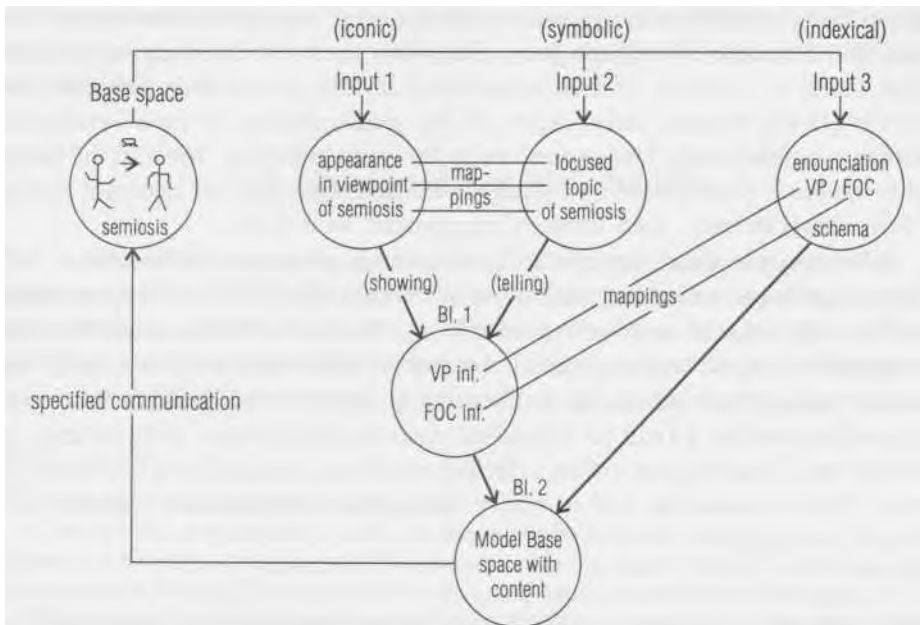 (iconic)
(symbolic)
(indexical)
Base space
Input 1
Input 2
Input 3
semiosis
appearance
in viewpoint
of semiosis
map-
pings
focused
topic
of semiosis
enounciation
VP / FOC
schema
(showing)
(telling)
mappings
Bl. 1
VP inf.
FOC inf.
specified communication
Bl. 2
Model Base
space with
content